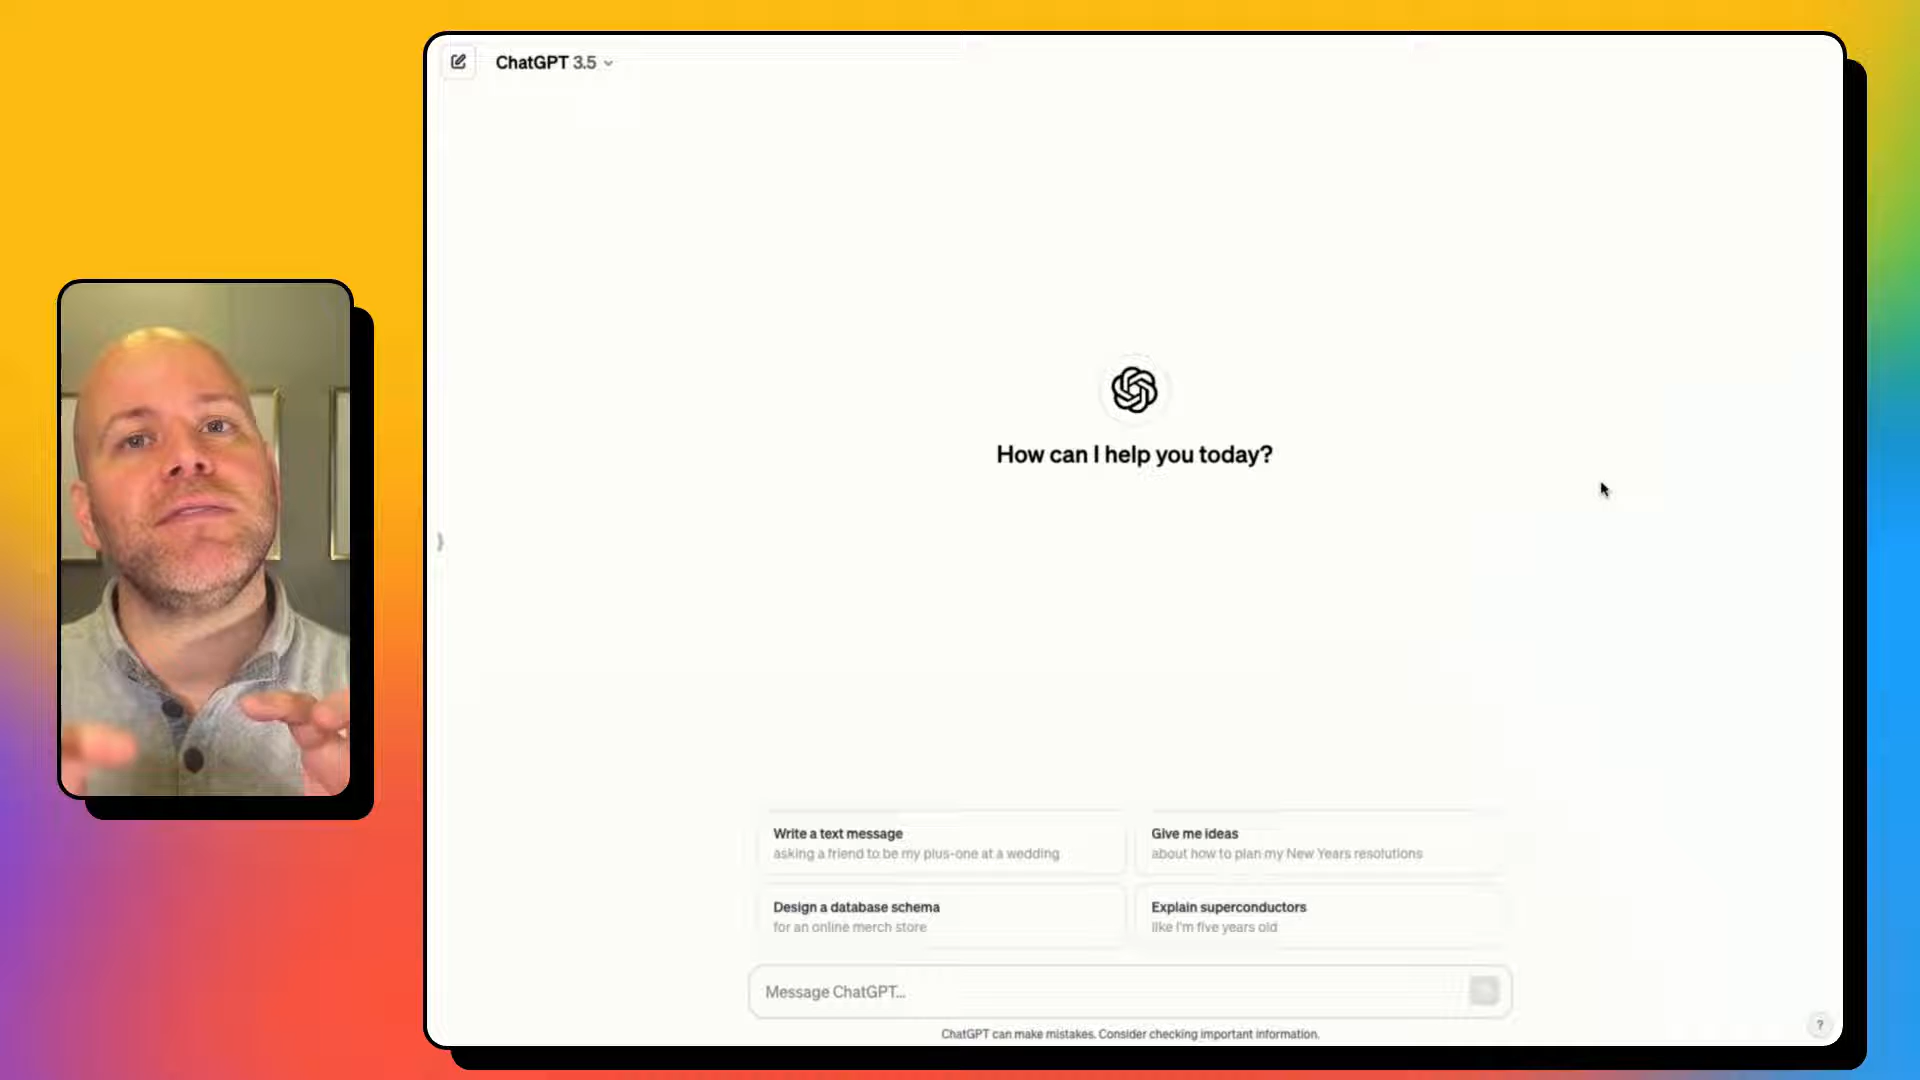 ChatGPT 3.5
How can I help you today?
Write a text message
asking a friend to be my plus-one at a wedding
Give me ideas
about how to plan my New Years resolutions
Design a database schema
for an online merch store
Explain superconductors
like I'm five years old
Message ChatGPT...
ChatGPT can make mistakes. Consider checking important information.
?